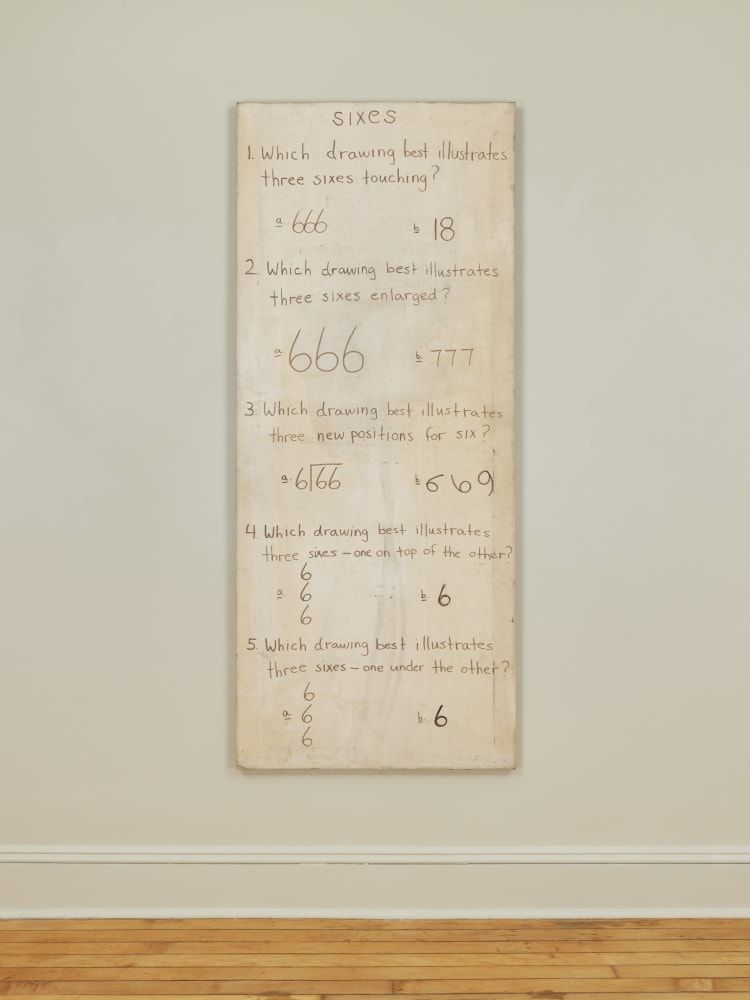 SIXES
1. Which drawing best illustrates
three sixes touching?
a. 666 b. 18
2. Which drawing best illustrates
three sixes enlarged?
a. 666 b. 777
3. Which drawing best illustrates
three new positions for six?
a. 6⟌66 b. 6 6 9
4. Which drawing best illustrates
three sixes – one on top of the other?
6
a. 6 b. 6
6
5. Which drawing best illustrates
three sixes – one under the other?
6
a. 6 b. 6
6